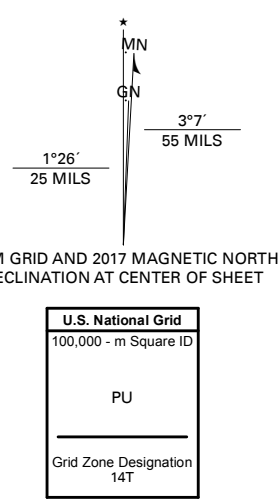 MN
GN
3°7´
55 MILS
1°26´
25 MILS
M GRID AND 2017 MAGNETIC NORTH
ECLINATION AT CENTER OF SHEET
U.S. National Grid
100,000 - m Square ID
PU
Grid Zone Designation
14T